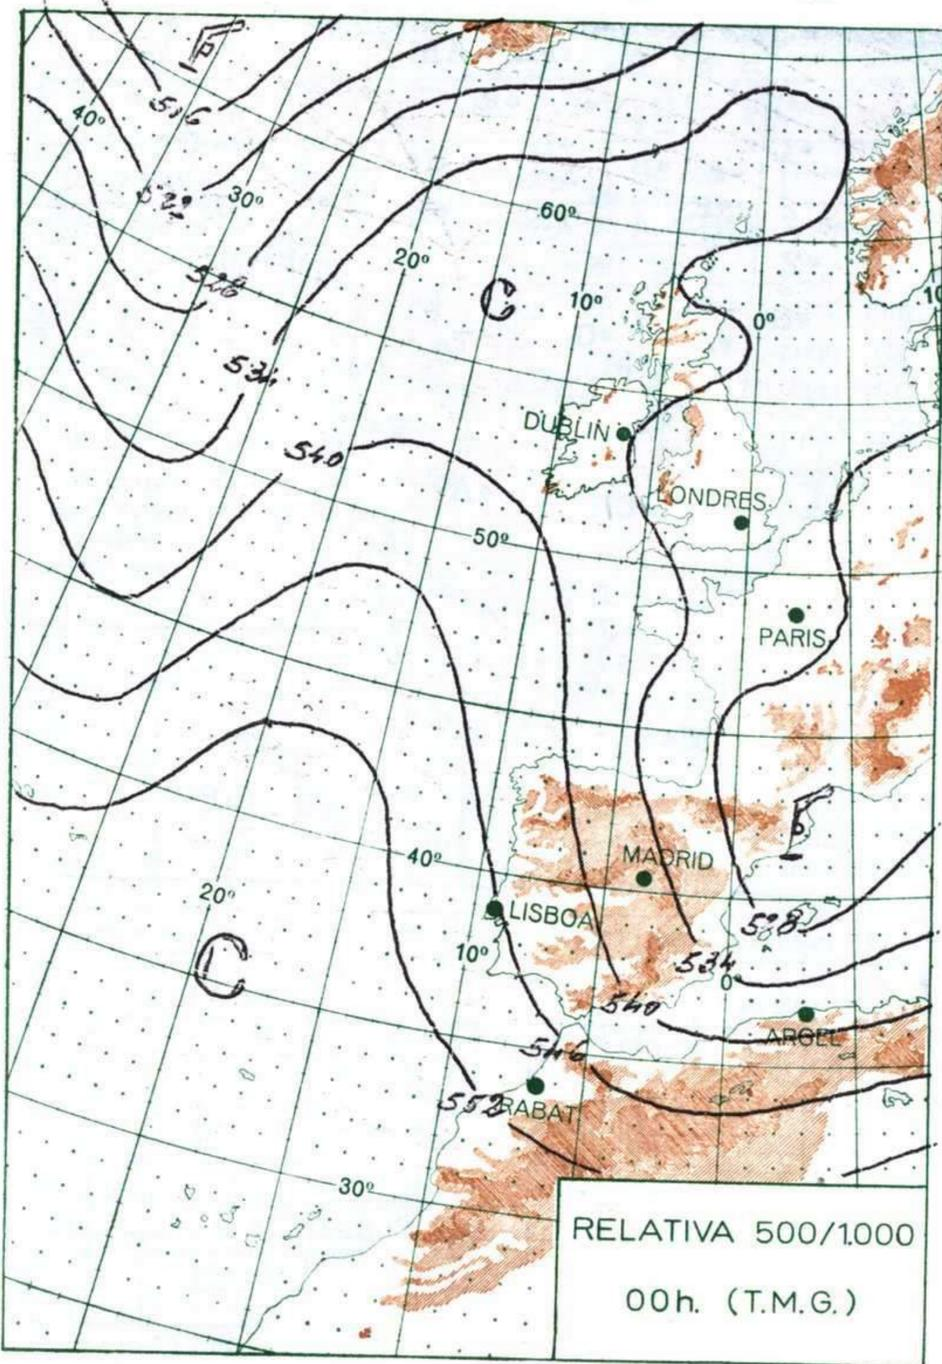 F
516
40º
522
30º
60º
20º
528
C
10º
10
0º
534
DUBLIN
540
LONDRES
50º
PARIS
F
MADRID
40º
20º
LISBOA
528
10º
C
534
0º
540
ARGEL
546
552
RABAT
30º
RELATIVA 500/1.000
00h. (T.M.G.)